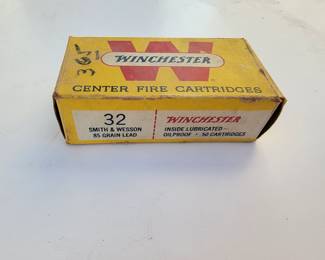 365
W
WINCHESTER
CENTER FIRE CARTRIDGES
32
SMITH & WESSON
85 GRAIN LEAD
WINCHESTER
INSIDE LUBRICATED-
OILPROOF • 50 CARTRIDGES